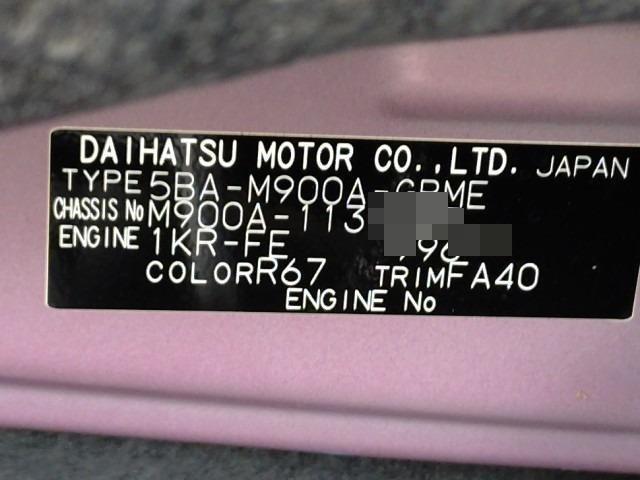 DAIHATSU MOTOR CO.,LTD. JAPAN
TYPE 5BA-M900A-GBME
CHASSIS No M900A-113
ENGINE 1KR-FE 996
COLOR R67 TRIM FA40
ENGINE No